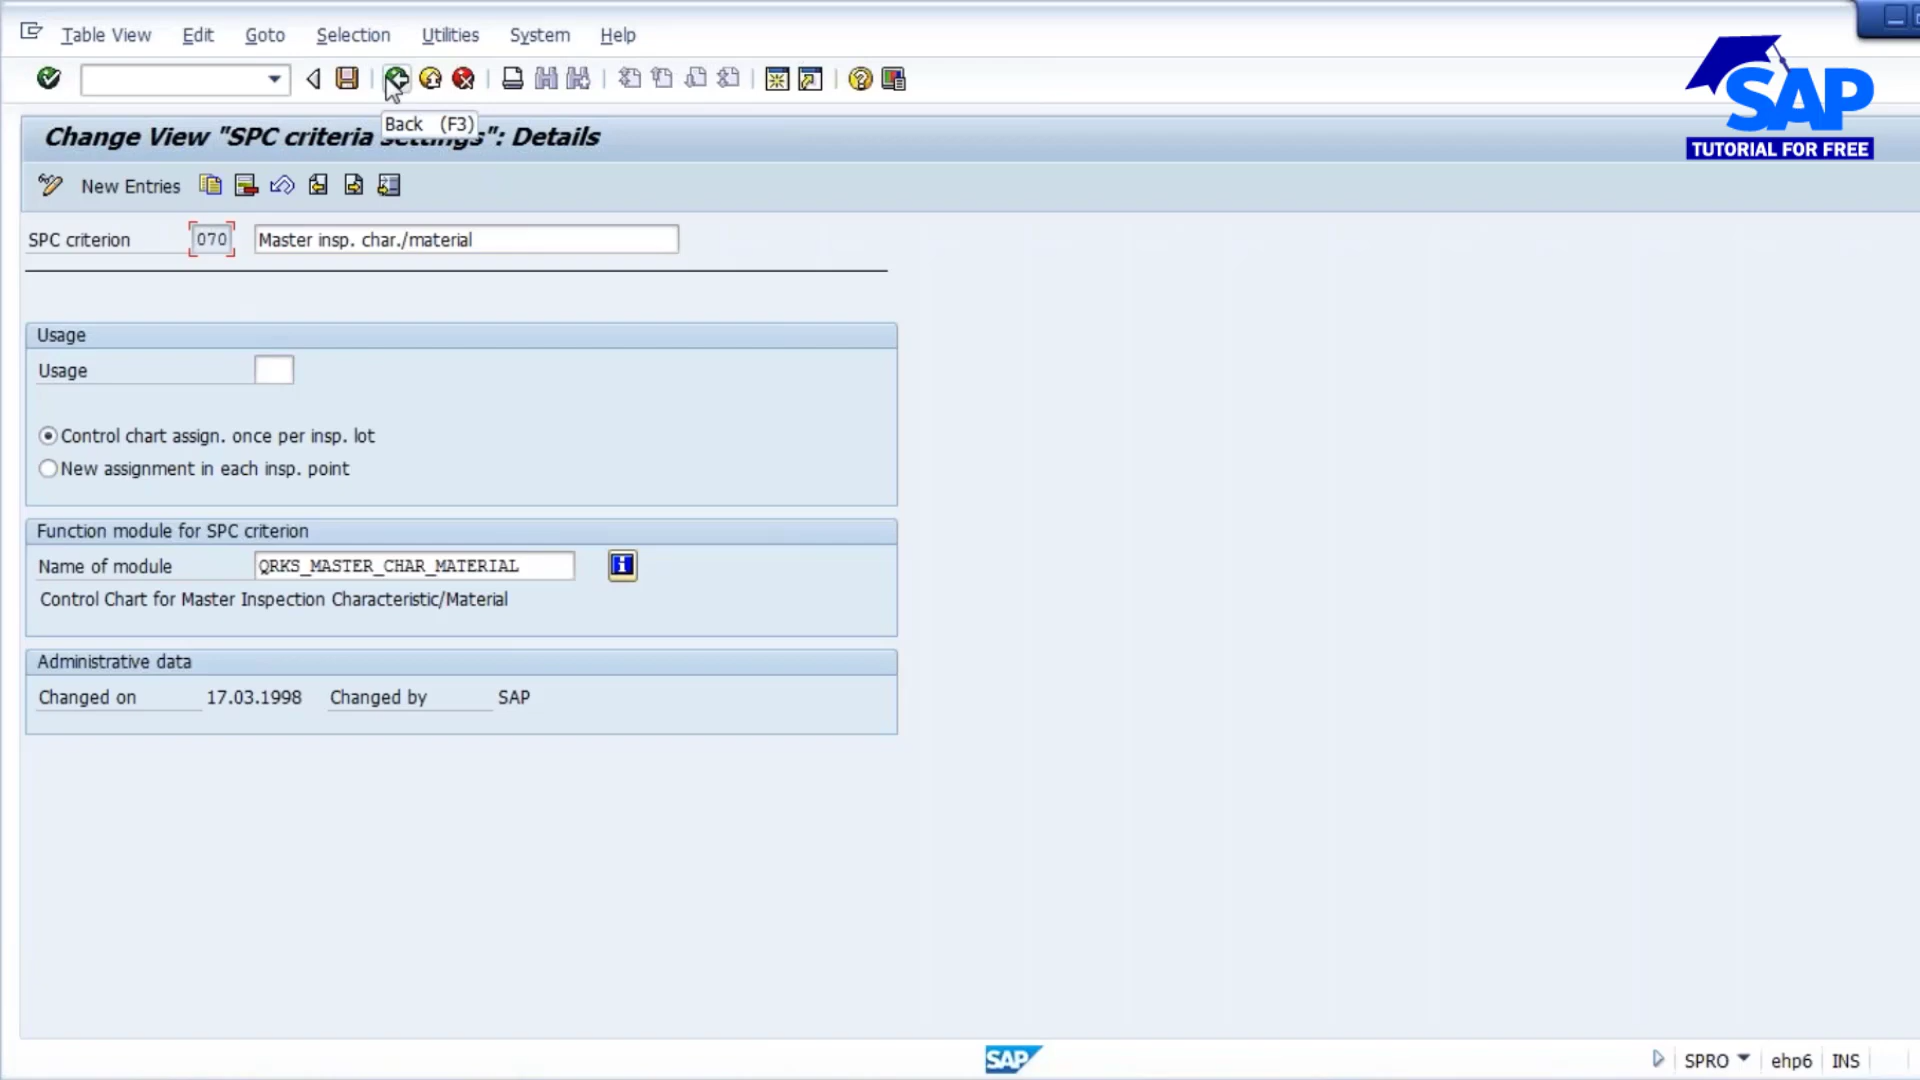 Table View Edit Goto Selection Utilities System Help
SAP
TUTORIAL FOR FREE
Back (F3)
Change View "SPC criteria settings": Details
New Entries
SPC criterion 070 Master insp. char./material
Usage
Usage
Control chart assign. once per insp. lot
New assignment in each insp. point
Function module for SPC criterion
Name of module QRKS_MASTER_CHAR_MATERIAL
Control Chart for Master Inspection Characteristic/Material
Administrative data
Changed on 17.03.1998 Changed by SAP
SAP
SPRO ehp6 INS